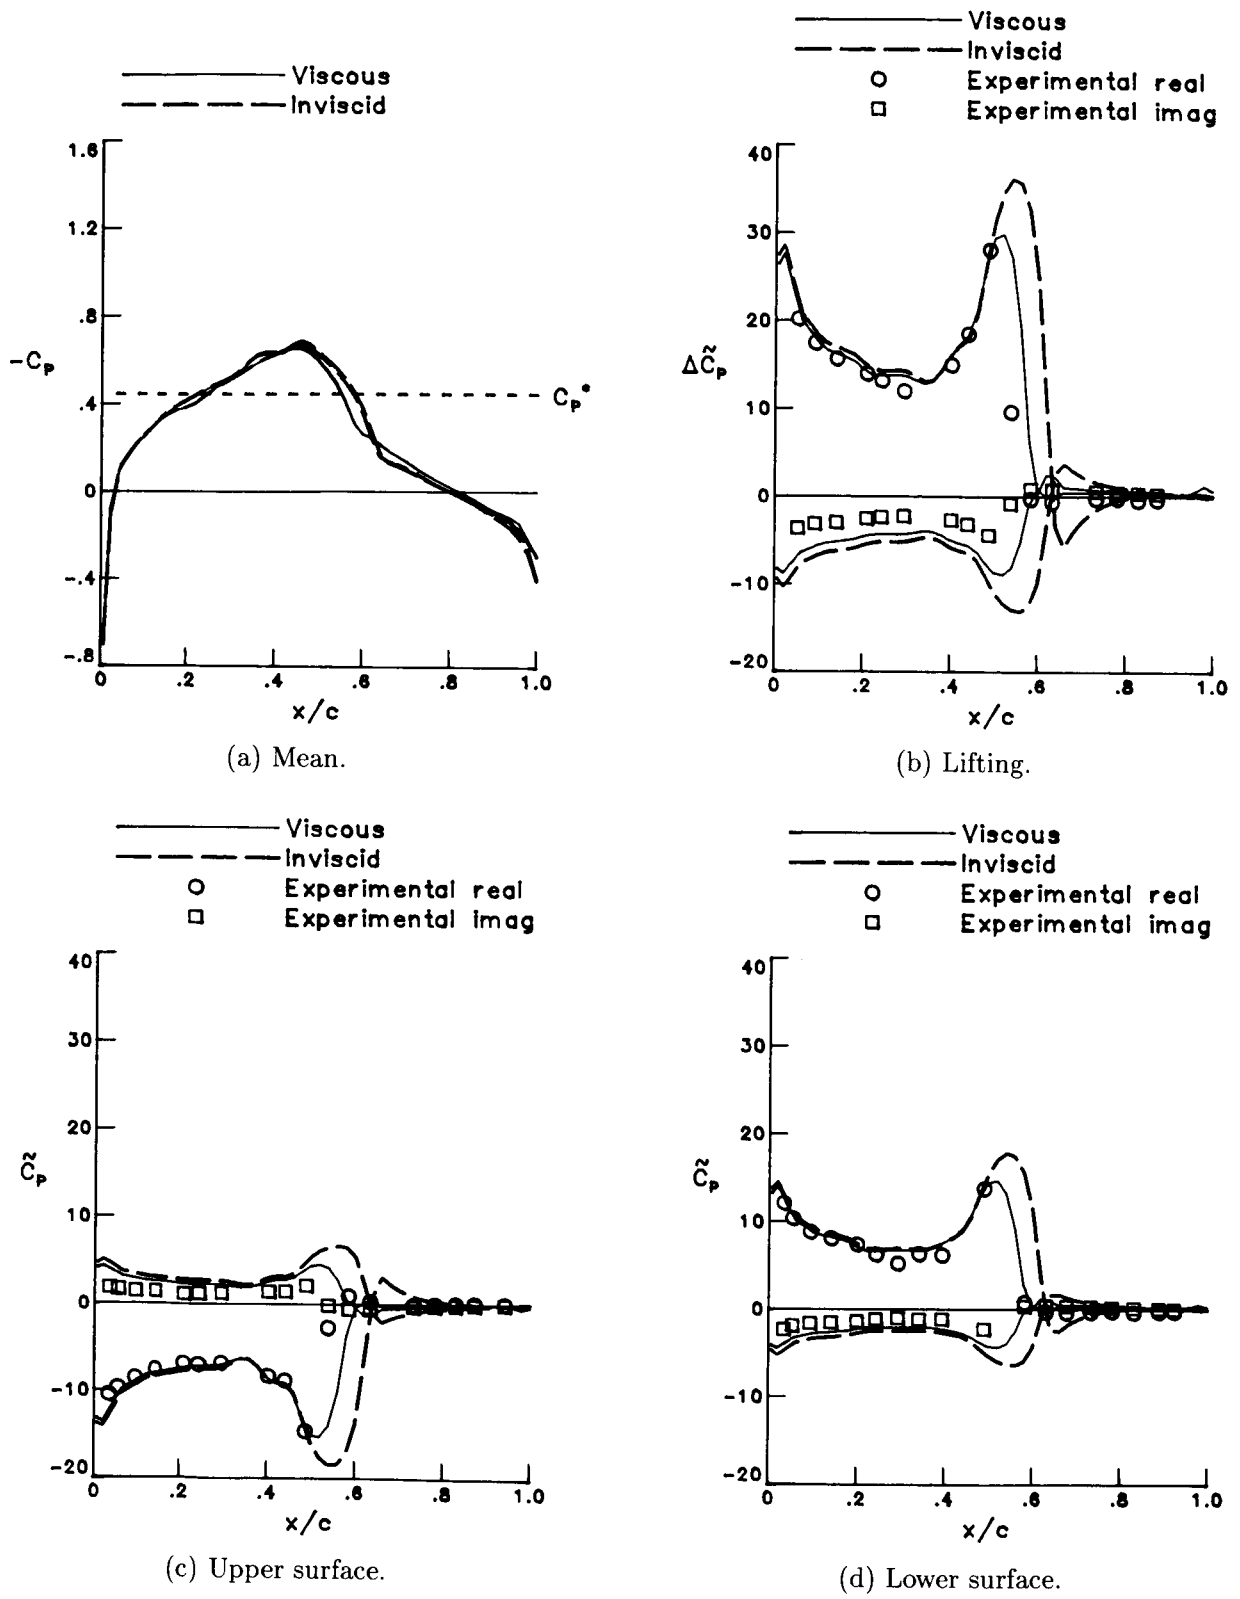 Viscous
Inviscid
1.6
1.2
.8
-Cₚ
.4
Cₚ*
0
-.4
-.8
0 .2 .4 .6 .8 1.0
x/c
(a) Mean.
Viscous
Inviscid
Experimental real
Experimental imag
40
30
20
ΔC̃ₚ
10
0
-10
-20
0 .2 .4 .6 .8 1.0
x/c
(b) Lifting.
Viscous
Inviscid
Experimental real
Experimental imag
40
30
20
C̃ₚ
10
0
-10
-20
0 .2 .4 .6 .8 1.0
x/c
(c) Upper surface.
Viscous
Inviscid
Experimental real
Experimental imag
40
30
20
C̃ₚ
10
0
-10
-20
0 .2 .4 .6 .8 1.0
x/c
(d) Lower surface.